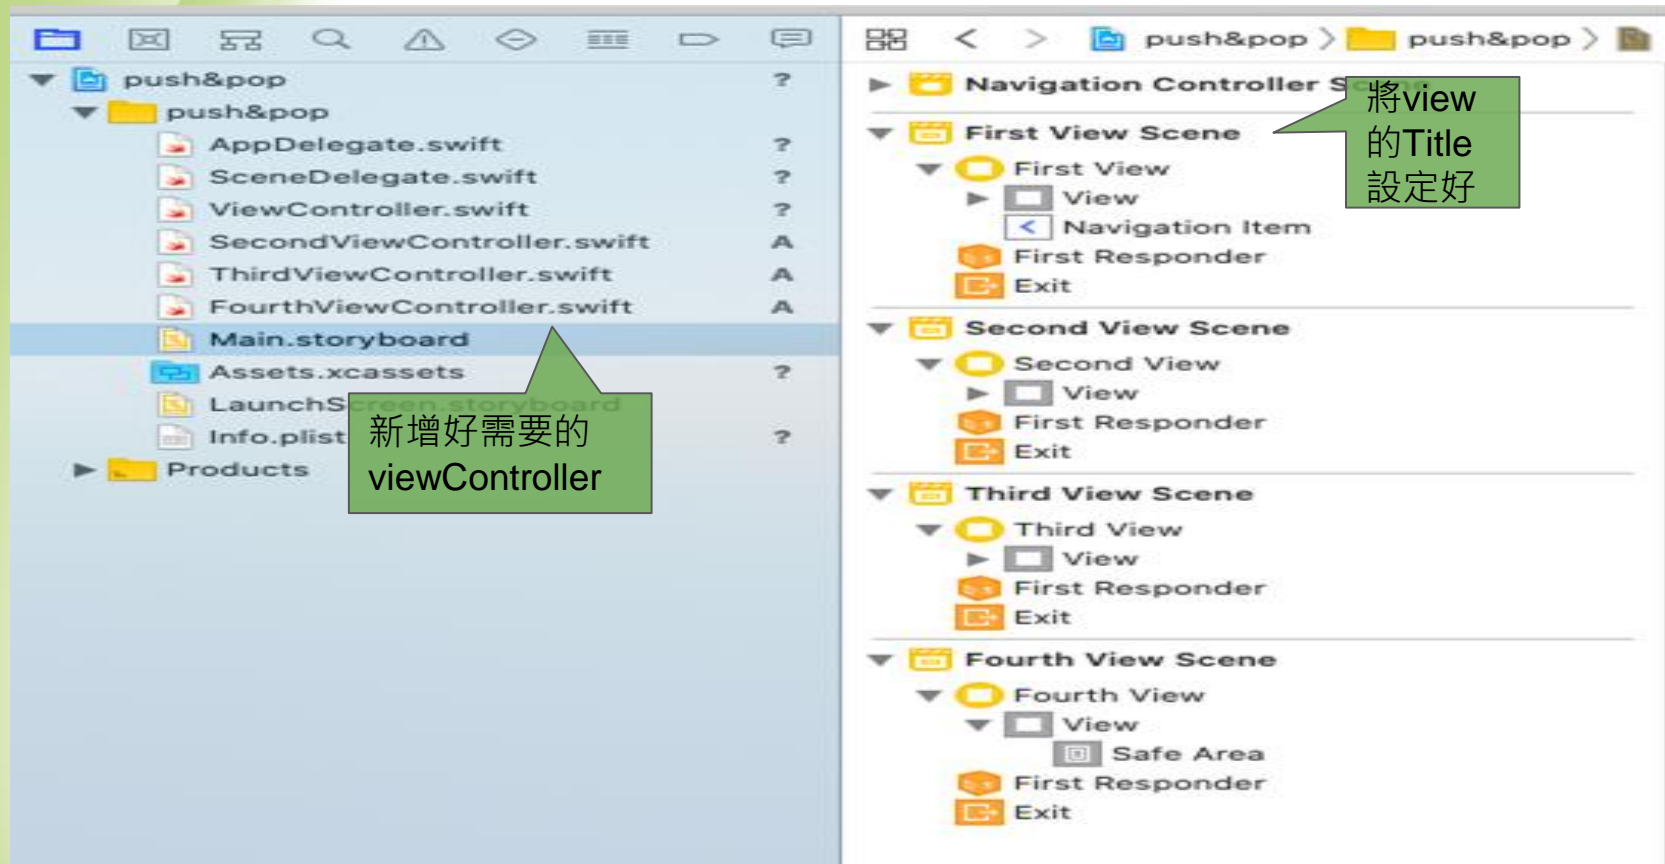 push&pop ?
push&pop
AppDelegate.swift ?
SceneDelegate.swift ?
ViewController.swift ?
SecondViewController.swift A
ThirdViewController.swift A
FourthViewController.swift A
Main.storyboard
Assets.xcassets ?
LaunchScreen.storyboard
Info.plist ?
Products
新增好需要的
viewController
push&pop push&pop
Navigation Controller Scene
First View Scene
First View
View
Navigation Item
First Responder
Exit
Second View Scene
Second View
View
First Responder
Exit
Third View Scene
Third View
View
First Responder
Exit
Fourth View Scene
Fourth View
View
Safe Area
First Responder
Exit
將view
的Title
設定好